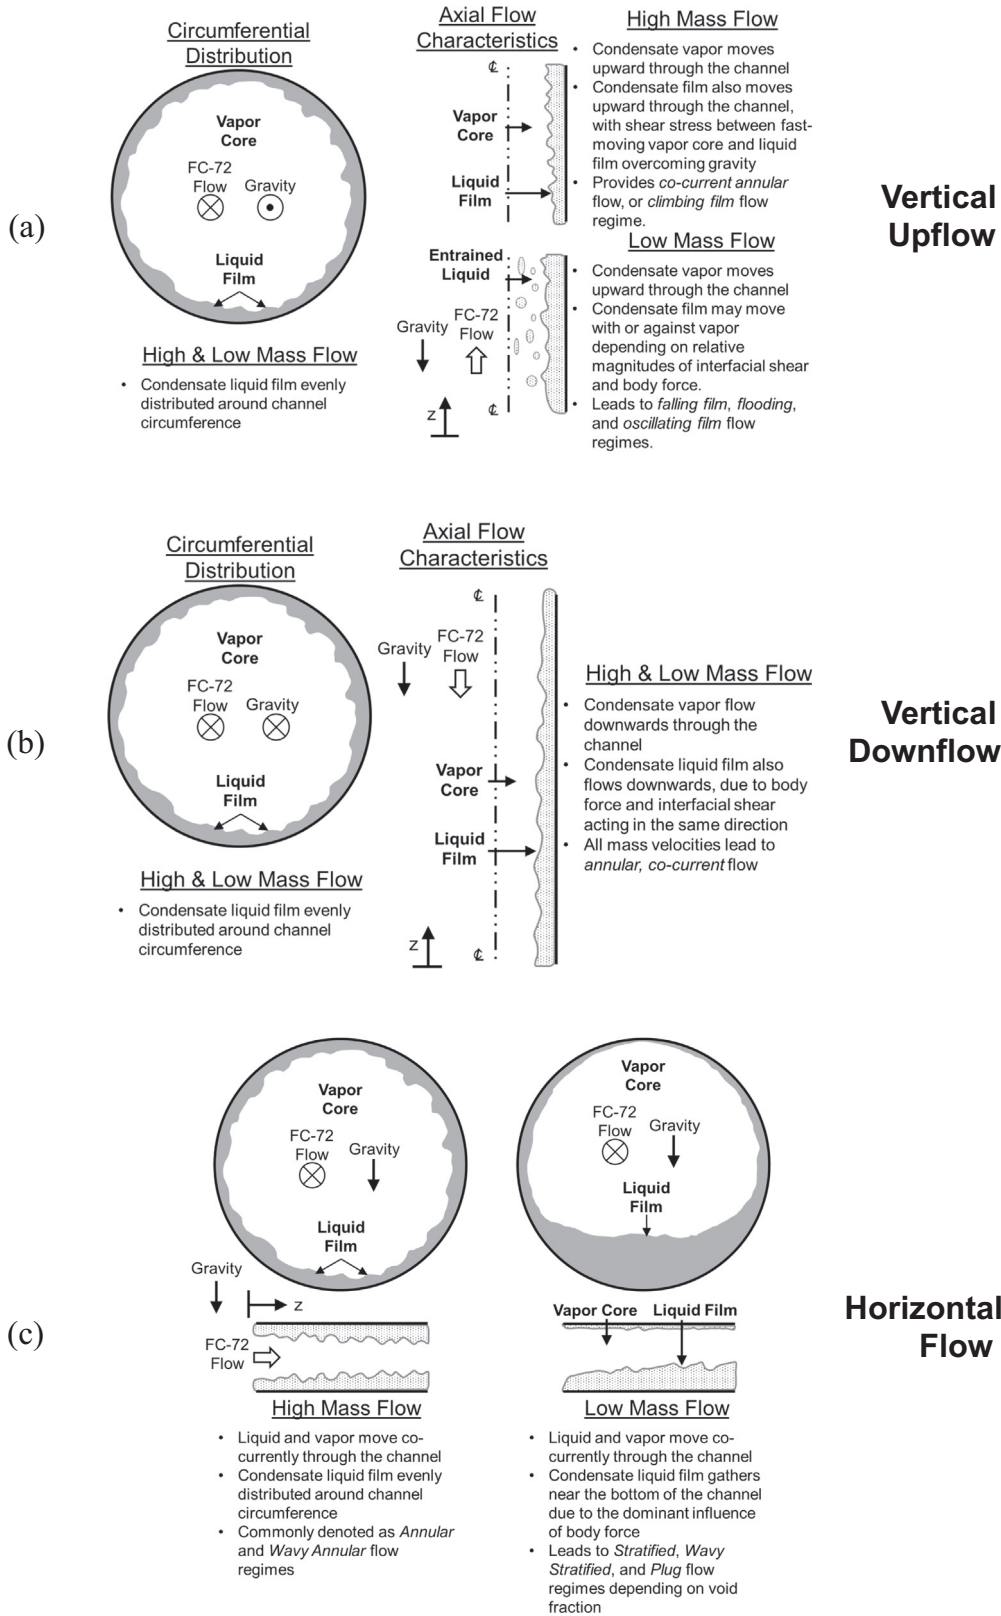 (a)
Circumferential
Distribution
Vapor
Core
FC-72
Flow
Gravity
Liquid
Film
High & Low Mass Flow
• Condensate liquid film evenly
distributed around channel
circumference
Axial Flow
Characteristics
℄
Vapor
Core
Liquid
Film
Entrained
Liquid
Gravity
FC-72
Flow
z
℄
High Mass Flow
• Condensate vapor moves
upward through the channel
• Condensate film also moves
upward through the channel,
with shear stress between fast-
moving vapor core and liquid
film overcoming gravity
• Provides co-current annular
flow, or climbing film flow
regime.
Low Mass Flow
• Condensate vapor moves
upward through the channel
• Condensate film may move
with or against vapor
depending on relative
magnitudes of interfacial shear
and body force.
• Leads to falling film, flooding,
and oscillating film flow
regimes.
Vertical
Upflow
(b)
Circumferential
Distribution
Vapor
Core
FC-72
Flow
Gravity
Liquid
Film
High & Low Mass Flow
• Condensate liquid film evenly
distributed around channel
circumference
Axial Flow
Characteristics
℄
Gravity
FC-72
Flow
Vapor
Core
Liquid
Film
z
℄
High & Low Mass Flow
• Condensate vapor flow
downwards through the
channel
• Condensate liquid film also
flows downwards, due to body
force and interfacial shear
acting in the same direction
• All mass velocities lead to
annular, co-current flow
Vertical
Downflow
(c)
Vapor
Core
FC-72
Flow
Gravity
Liquid
Film
Gravity
z
FC-72
Flow
High Mass Flow
• Liquid and vapor move co-
currently through the channel
• Condensate liquid film evenly
distributed around channel
circumference
• Commonly denoted as Annular
and Wavy Annular flow
regimes
Vapor
Core
FC-72
Flow
Gravity
Liquid
Film
Vapor Core Liquid Film
Low Mass Flow
• Liquid and vapor move co-
currently through the channel
• Condensate liquid film gathers
near the bottom of the channel
due to the dominant influence
of body force
• Leads to Stratified, Wavy
Stratified, and Plug flow
regimes depending on void
fraction
Horizontal
Flow